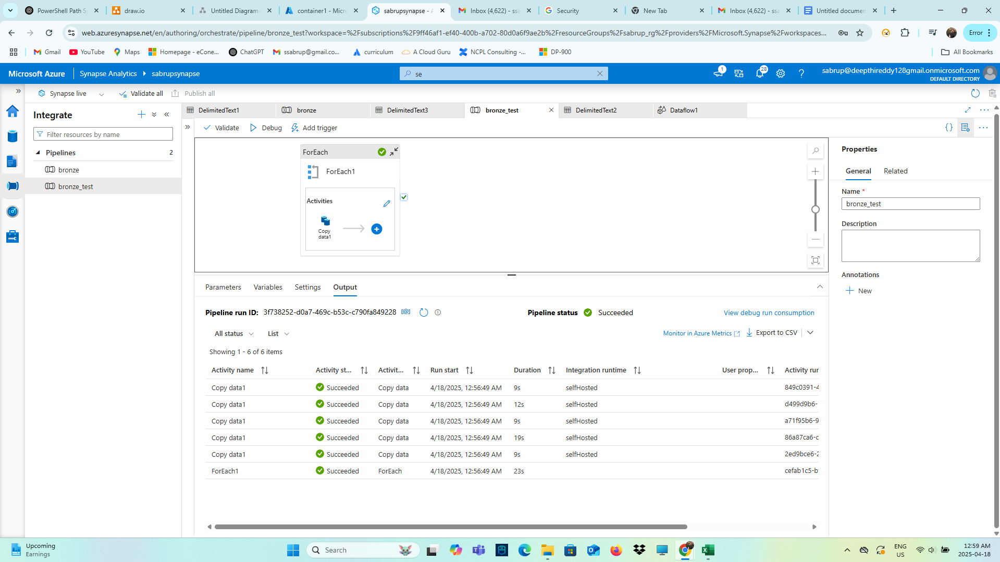 PowerShell Path S
draw.io
Untitled Diagram.
container1 - Micro
sabrupsynapse - A
Inbox (4,622) - ssa
Security
New Tab
Inbox (4,622) - ssa
Untitled documen
web.azuresynapse.net/en/authoring/orchestrate/pipeline/bronze_test?workspace=%2Fsubscriptions%2F9ff46af1-ef40-400b-a702-80d0a6f9ae2b%2FresourceGroups%2Fsabrup_rg%2Fproviders%2FMicrosoft.Synapse%2Fworkspaces...
Error
Gmail
YouTube
Maps
Homepage - eCone...
ChatGPT
ssabrup@gmail.co...
curriculum
A Cloud Guru
NCPL Consulting -...
DP-900
All Bookmarks
Microsoft Azure
Synapse Analytics
sabrupsynapse
se
1
28
sabrup@deepthireddy128gmail.onmicrosoft.com
DEFAULT DIRECTORY
Synapse live
Validate all
Publish all
Integrate
DelimitedText1
bronze
DelimitedText3
bronze_test
DelimitedText2
Dataflow1
Filter resources by name
Validate
Debug
Add trigger
Pipelines 2
bronze
bronze_test
ForEach
ForEach1
Activities
Copy
data1
Properties
General
Related
Name *
bronze_test
Description
Annotations
New
Parameters
Variables
Settings
Output
Pipeline run ID: 3f738252-d0a7-469c-b53c-c790fa849228
Pipeline status Succeeded
View debug run consumption
All status
List
Monitor in Azure Metrics
Export to CSV
Showing 1 - 6 of 6 items
Activity name Activity st... Activit... Run start Duration Integration runtime User prop... Activity rur
Copy data1 Succeeded Copy data 4/18/2025, 12:56:49 AM 9s selfHosted 849c0391-4
Copy data1 Succeeded Copy data 4/18/2025, 12:56:49 AM 12s selfHosted d499d9b6-
Copy data1 Succeeded Copy data 4/18/2025, 12:56:49 AM 9s selfHosted a71f95b6-9
Copy data1 Succeeded Copy data 4/18/2025, 12:56:49 AM 19s selfHosted 86a87ca6-c
Copy data1 Succeeded Copy data 4/18/2025, 12:56:49 AM 9s selfHosted 2ed9bce6-2
ForEach1 Succeeded ForEach 4/18/2025, 12:56:49 AM 23s cefab1c5-b
Upcoming
Earnings
Search
ENG
US
12:59 AM
2025-04-18